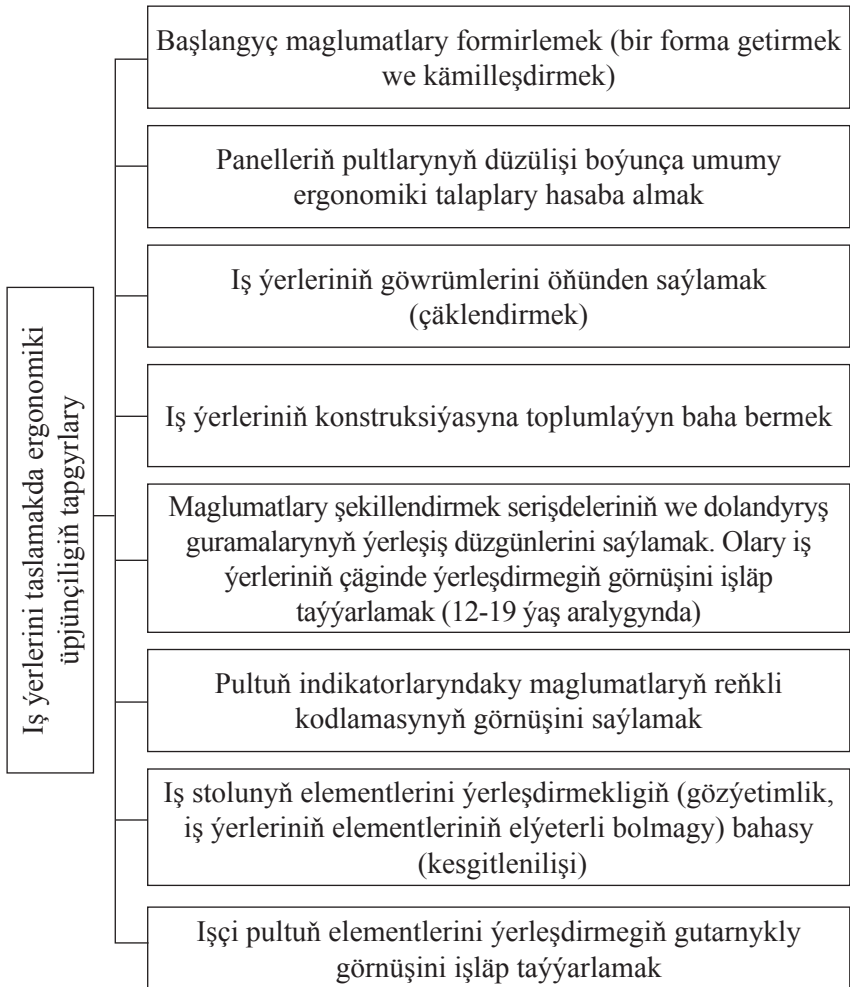 Iş ýerlerini taslamakda ergonomiki
üpjünçiligiň tapgyrlary
Başlangyç maglumatlary formirlemek (bir forma getirmek
we kämilleşdirmek)
Panelleriň pultlarynyň düzülişi boýunça umumy
ergonomiki talaplary hasaba almak
Iş ýerleriniň göwrümlerini öňünden saýlamak
(çäklendirmek)
Iş ýerleriniň konstruksiýasyna toplumlaýyn baha bermek
Maglumatlary şekillendirmek serişdeleriniň we dolandyryş
guramalarynyň ýerleşiş düzgünlerini saýlamak. Olary iş
ýerleriniň çäginde ýerleşdirmegiň görnüşini işläp
taýýarlamak (12-19 ýaş aralygynda)
Pultuň indikatorlaryndaky maglumatlaryň reňkli
kodlamasynyň görnüşini saýlamak
Iş stolunyň elementlerini ýerleşdirmekligiň (gözýetimlik,
iş ýerleriniň elementleriniň elýeterli bolmagy) bahasy
(kesgitlenilişi)
Işçi pultuň elementlerini ýerleşdirmegiň gutarnykly
görnüşini işläp taýýarlamak